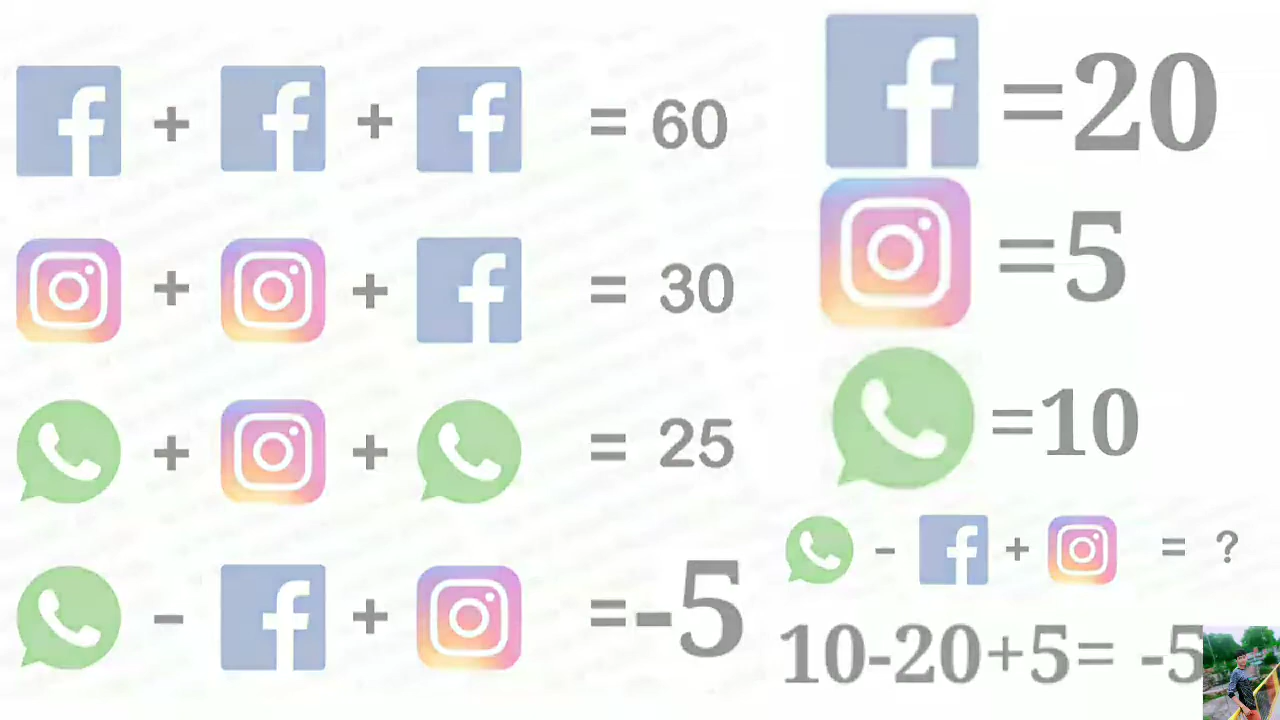 f + f + f = 60
+ + f = 30
+ + = 25
- f + =-5
f =20
=5
=10
- f + = ?
10-20+5= -5